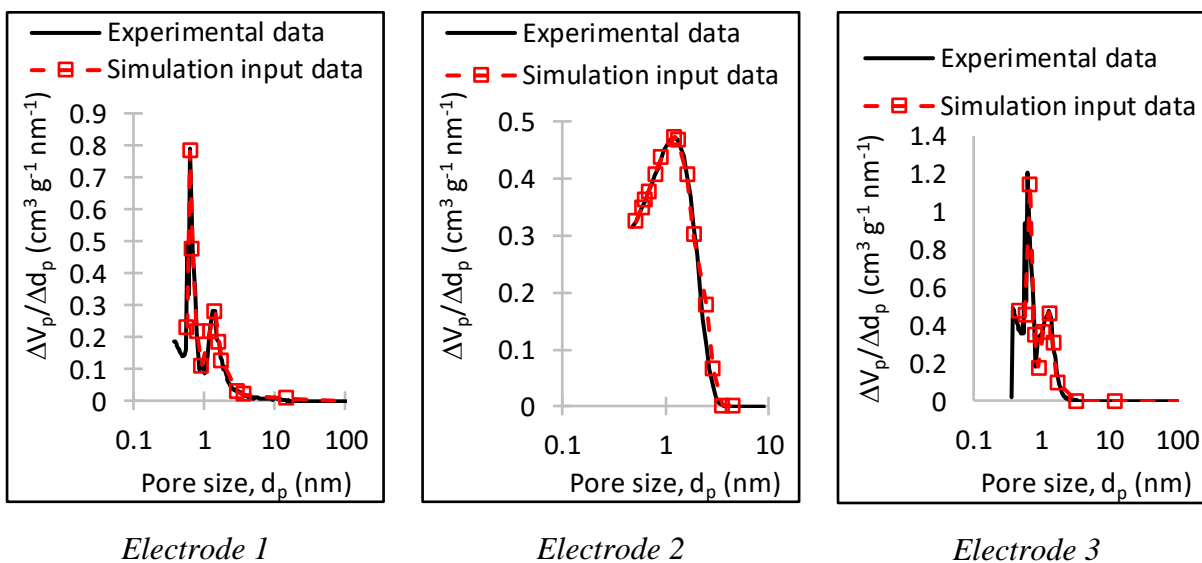 Experimental data
Simulation input data
ΔVₚ/Δdₚ (cm³ g⁻¹ nm⁻¹)
0.9
0.8
0.7
0.6
0.5
0.4
0.3
0.2
0.1
0
0.1 1 10 100
Pore size, dₚ (nm)
Electrode 1
Experimental data
Simulation input data
ΔVₚ/Δdₚ (cm³ g⁻¹ nm⁻¹)
0.5
0.4
0.3
0.2
0.1
0
0.1 1 10
Pore size, dₚ (nm)
Electrode 2
Experimental data
Simulation input data
ΔVₚ/Δdₚ (cm³ g⁻¹ nm⁻¹)
1.4
1.2
1
0.8
0.6
0.4
0.2
0
0.1 1 10 100
Pore size, dₚ (nm)
Electrode 3